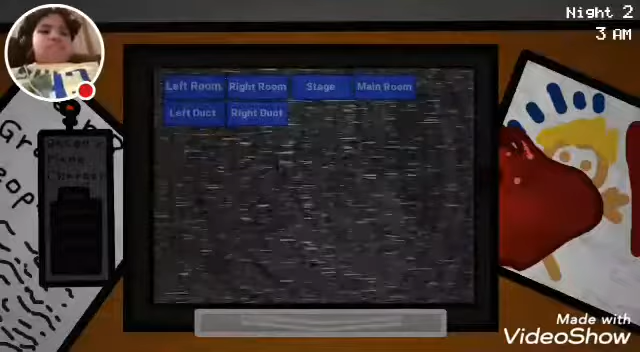 Night 2
3 AM
Left Room Right Room Stage Main Room
Left Duct Right Duct
Made with
VideoShow